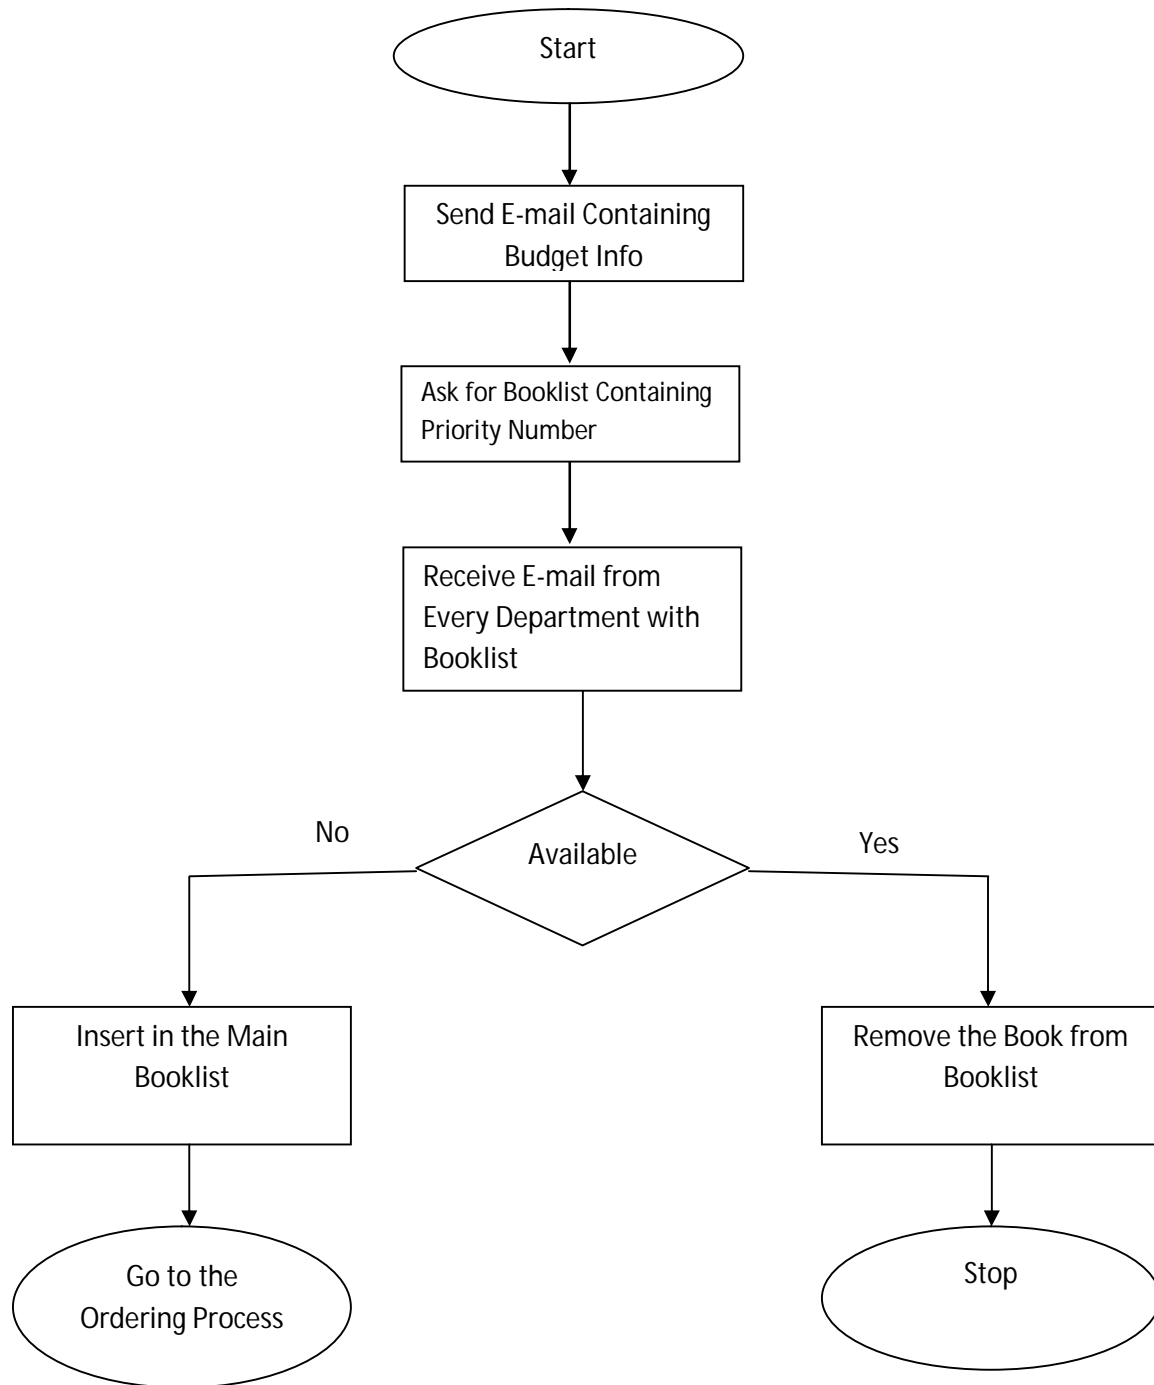 Start
Send E-mail Containing
Budget Info
Ask for Booklist Containing
Priority Number
Receive E-mail from
Every Department with
Booklist
No
Available
Yes
Insert in the Main
Booklist
Remove the Book from
Booklist
Go to the
Ordering Process
Stop